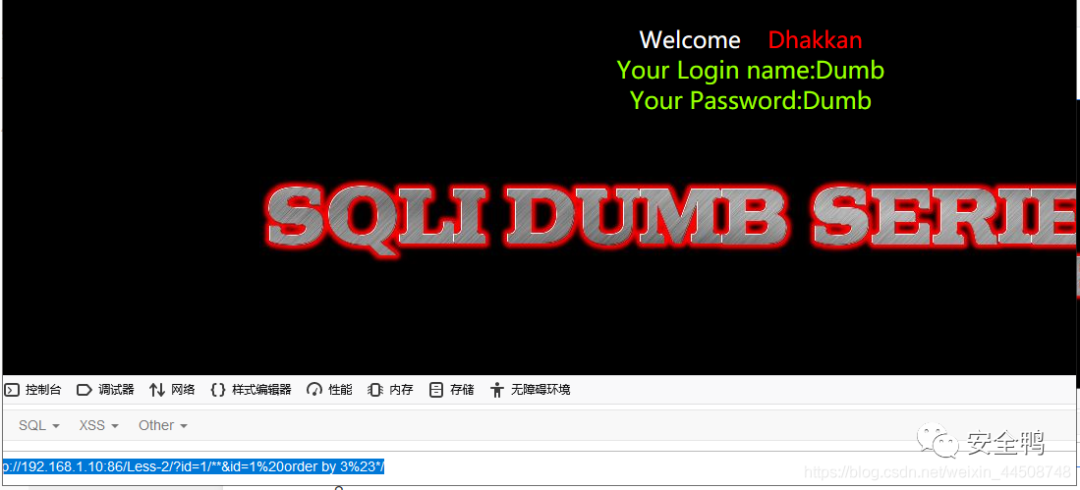 Welcome Dhakkan
Your Login name:Dumb
Your Password:Dumb
SQLI DUMB SERIE
控制台 调试器 网络 {} 样式编辑器 性能 内存 存储 无障碍环境
SQL XSS Other
p://192.168.1.10:86/Less-2/?id=1/**&id=1%20order by 3%23*/
安全鸭
https://blog.csdn.net/weixin_44508748